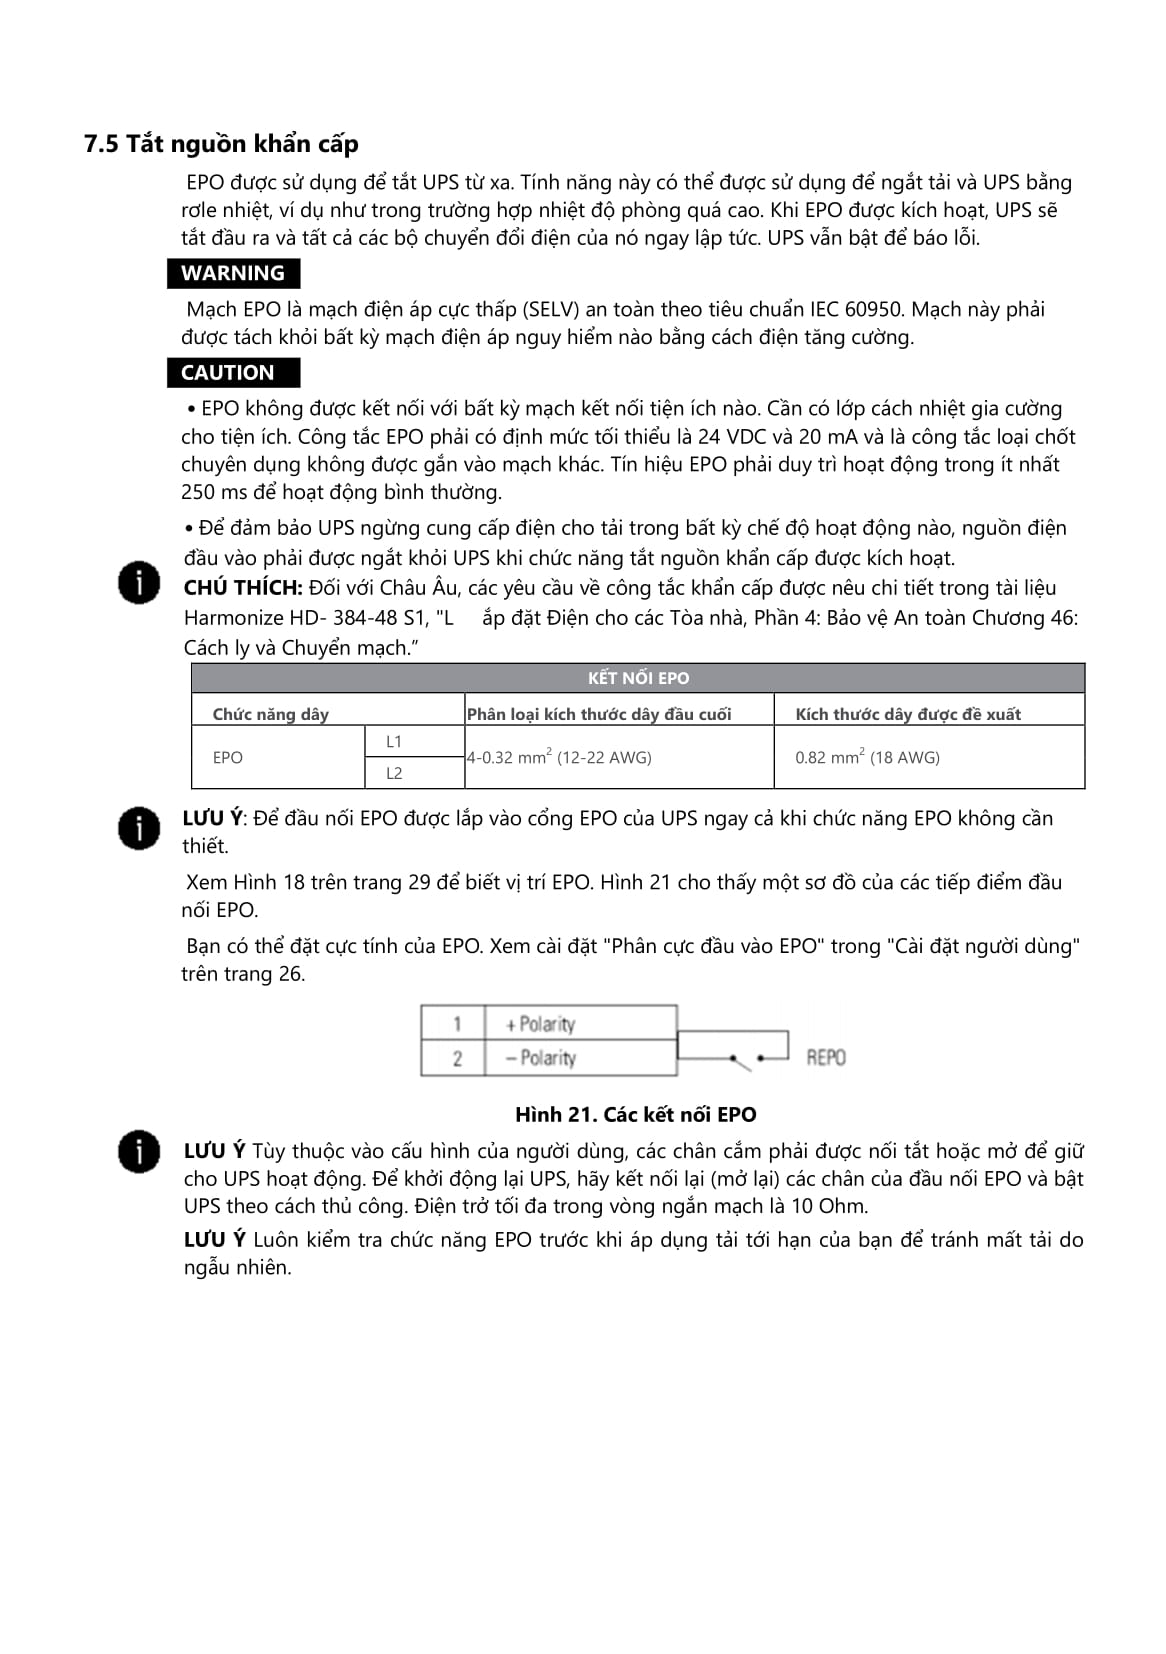 7.5 Tắt nguồn khẩn cấp
EPO được sử dụng để tắt UPS từ xa. Tính năng này có thể được sử dụng để ngắt tải và UPS bằng
rơle nhiệt, ví dụ như trong trường hợp nhiệt độ phòng quá cao. Khi EPO được kích hoạt, UPS sẽ
tắt đầu ra và tất cả các bộ chuyển đổi điện của nó ngay lập tức. UPS vẫn bật để báo lỗi.
WARNING
Mạch EPO là mạch điện áp cực thấp (SELV) an toàn theo tiêu chuẩn IEC 60950. Mạch này phải
được tách khỏi bất kỳ mạch điện áp nguy hiểm nào bằng cách điện tăng cường.
CAUTION
• EPO không được kết nối với bất kỳ mạch kết nối tiện ích nào. Cần có lớp cách nhiệt gia cường
cho tiện ích. Công tắc EPO phải có định mức tối thiểu là 24 VDC và 20 mA và là công tắc loại chốt
chuyên dụng không được gắn vào mạch khác. Tín hiệu EPO phải duy trì hoạt động trong ít nhất
250 ms để hoạt động bình thường.
• Để đảm bảo UPS ngừng cung cấp điện cho tải trong bất kỳ chế độ hoạt động nào, nguồn điện
đầu vào phải được ngắt khỏi UPS khi chức năng tắt nguồn khẩn cấp được kích hoạt.
CHÚ THÍCH: Đối với Châu Âu, các yêu cầu về công tắc khẩn cấp được nêu chi tiết trong tài liệu
Harmonize HD- 384-48 S1, "L ắp đặt Điện cho các Tòa nhà, Phần 4: Bảo vệ An toàn Chương 46:
Cách ly và Chuyển mạch.”
KẾT NỐI EPO
Chức năng dây Phân loại kích thước dây đầu cuối Kích thước dây được đề xuất
L1
EPO 4-0.32 mm² (12-22 AWG) 0.82 mm² (18 AWG)
L2
LƯU Ý: Để đầu nối EPO được lắp vào cổng EPO của UPS ngay cả khi chức năng EPO không cần
thiết.
Xem Hình 18 trên trang 29 để biết vị trí EPO. Hình 21 cho thấy một sơ đồ của các tiếp điểm đầu
nối EPO.
Bạn có thể đặt cực tính của EPO. Xem cài đặt "Phân cực đầu vào EPO" trong "Cài đặt người dùng"
trên trang 26.
1 + Polarity
2 – Polarity REPO
Hình 21. Các kết nối EPO
LƯU Ý Tùy thuộc vào cấu hình của người dùng, các chân cắm phải được nối tắt hoặc mở để giữ
cho UPS hoạt động. Để khởi động lại UPS, hãy kết nối lại (mở lại) các chân của đầu nối EPO và bật
UPS theo cách thủ công. Điện trở tối đa trong vòng ngắn mạch là 10 Ohm.
LƯU Ý Luôn kiểm tra chức năng EPO trước khi áp dụng tải tới hạn của bạn để tránh mất tải do
ngẫu nhiên.